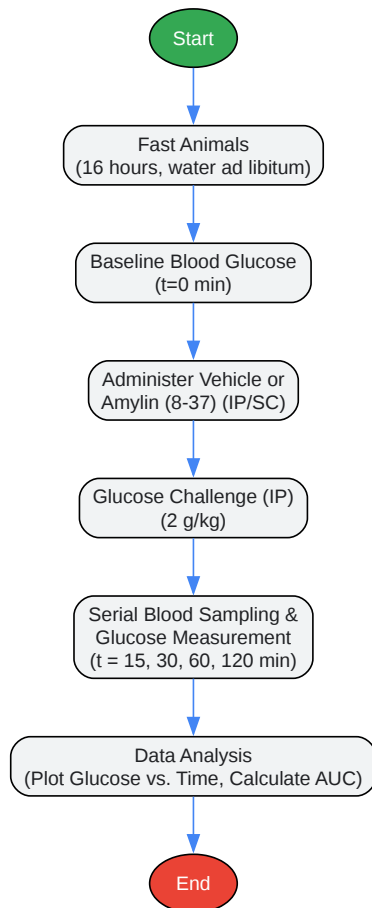 Start
Fast Animals
(16 hours, water ad libitum)
Baseline Blood Glucose
(t=0 min)
Administer Vehicle or
Amylin (8-37) (IP/SC)
Glucose Challenge (IP)
(2 g/kg)
Serial Blood Sampling &
Glucose Measurement
(t = 15, 30, 60, 120 min)
Data Analysis
(Plot Glucose vs. Time, Calculate AUC)
End